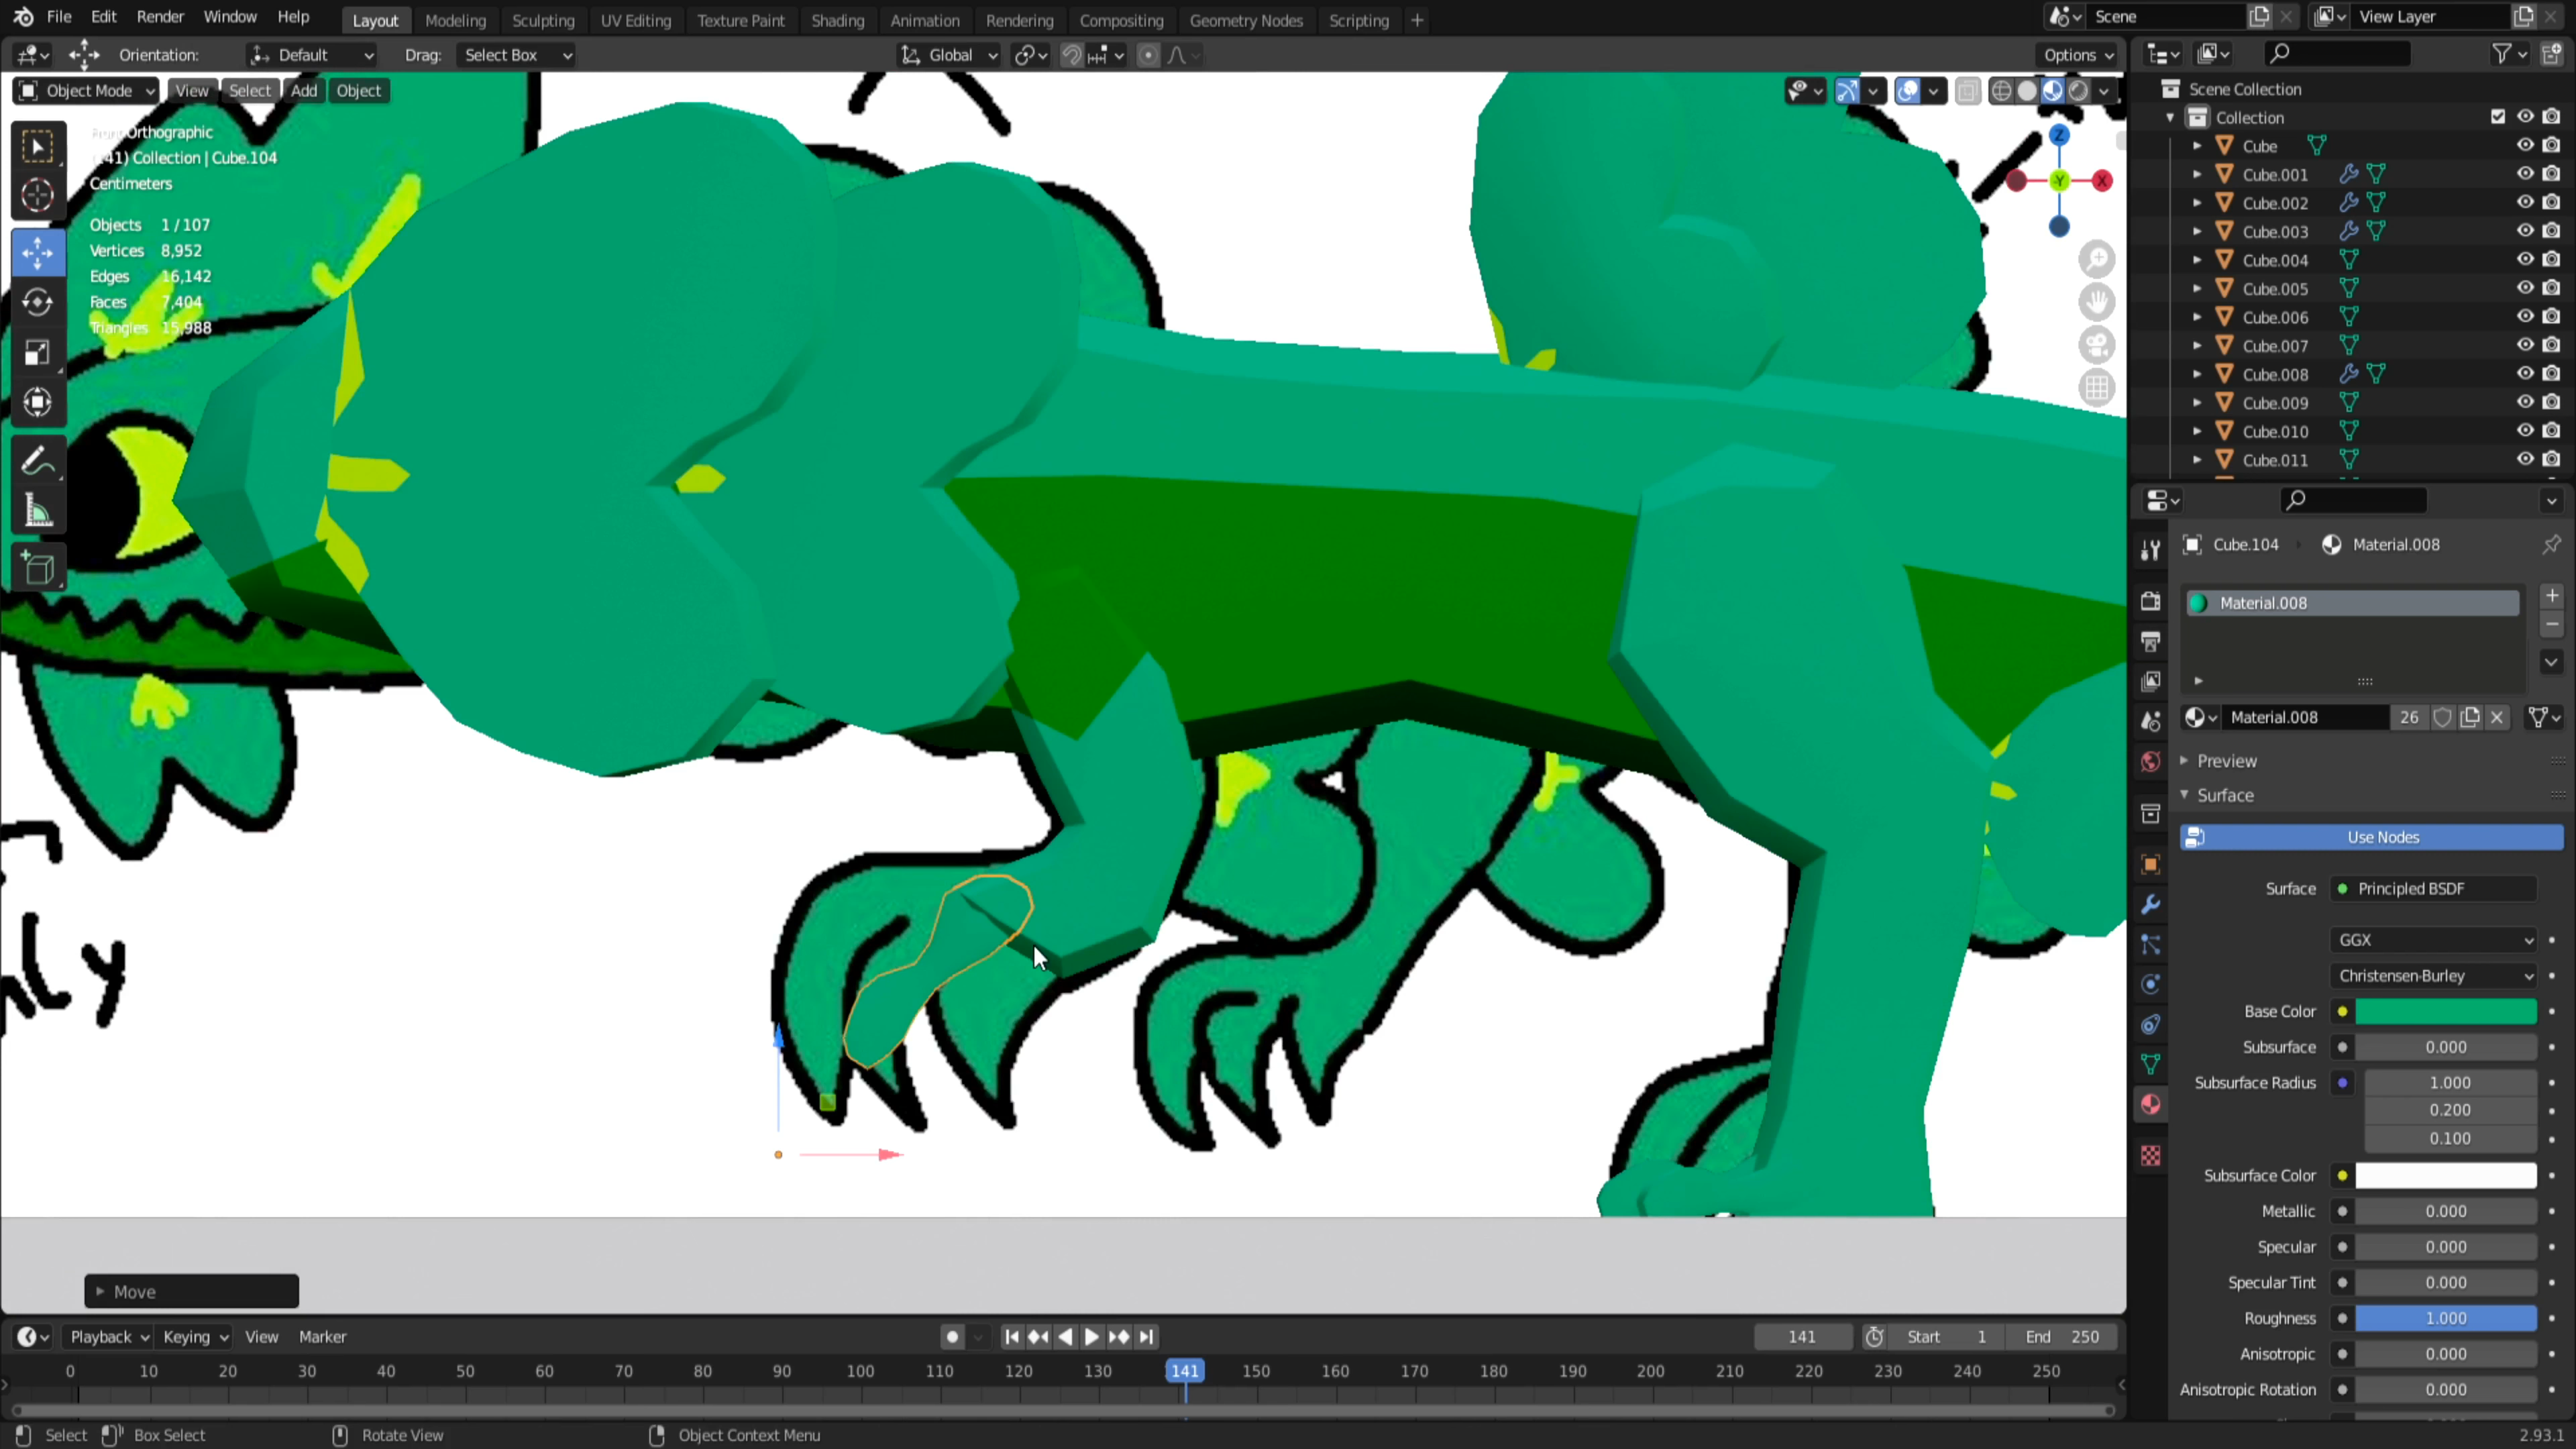 File Edit Render Window Help Layout Modeling Sculpting UV Editing Texture Paint Shading Animation Rendering Compositing Geometry Nodes Scripting + Scene View Layer
Orientation: Default Drag: Select Box Global Options
Object Mode View Select Add Object
Front Orthographic
(141) Collection | Cube.104
Centimeters
Objects 1 / 107
Vertices 8,952
Edges 16,142
Faces 7,404
Triangles 15,988
Z
Y
X
Scene Collection
Collection
Cube
Cube.001
Cube.002
Cube.003
Cube.004
Cube.005
Cube.006
Cube.007
Cube.008
Cube.009
Cube.010
Cube.011
Cube.104 Material.008
Material.008
Material.008 26
Preview
Surface
Use Nodes
Surface Principled BSDF
GGX
Christensen-Burley
Base Color
Subsurface 0.000
Subsurface Radius 1.000
0.200
0.100
Subsurface Color
Metallic 0.000
Specular 0.000
Specular Tint 0.000
Roughness 1.000
Anisotropic 0.000
Anisotropic Rotation 0.000
Move
Playback Keying View Marker 141 Start 1 End 250
0 10 20 30 40 50 60 70 80 90 100 110 120 130 141 150 160 170 180 190 200 210 220 230 240 250
Select Box Select Rotate View Object Context Menu 2.93.1